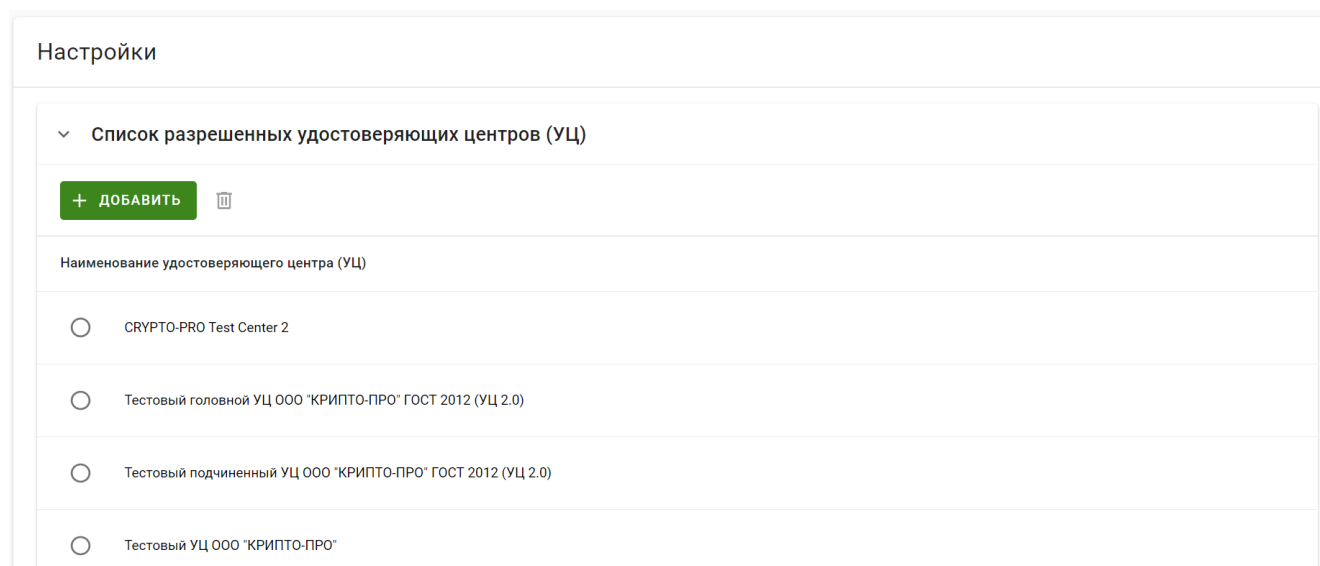 Настройки
Список разрешенных удостоверяющих центров (УЦ)
ДОБАВИТЬ
Наименование удостоверяющего центра (УЦ)
CRYPTO-PRO Test Center 2
Тестовый головной УЦ ООО "КРИПТО-ПРО" ГОСТ 2012 (УЦ 2.0)
Тестовый подчиненный УЦ ООО "КРИПТО-ПРО" ГОСТ 2012 (УЦ 2.0)
Тестовый УЦ ООО "КРИПТО-ПРО"